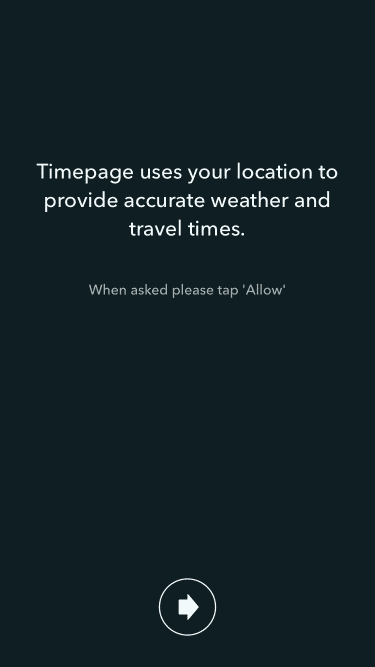 Timepage uses your location to
provide accurate weather and
travel times.
When asked please tap 'Allow'